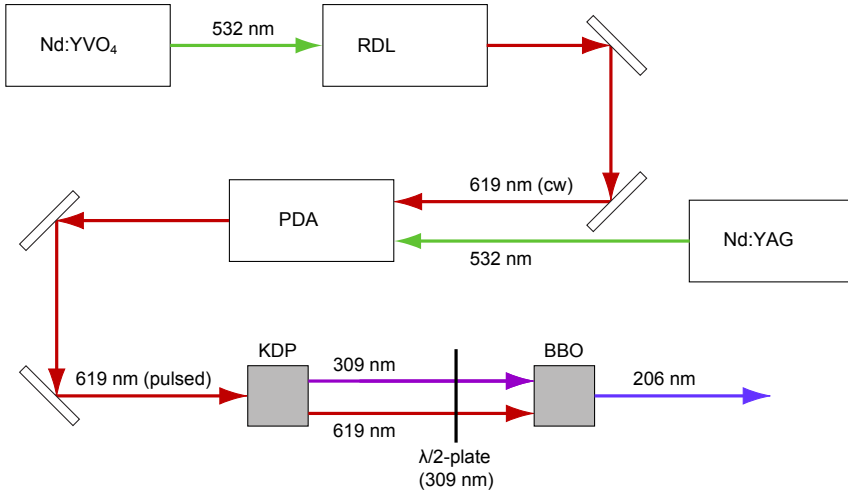 Nd:YVO₄
532 nm
RDL
619 nm (cw)
PDA
532 nm
Nd:YAG
619 nm (pulsed)
KDP
309 nm
619 nm
λ/2-plate
(309 nm)
BBO
206 nm